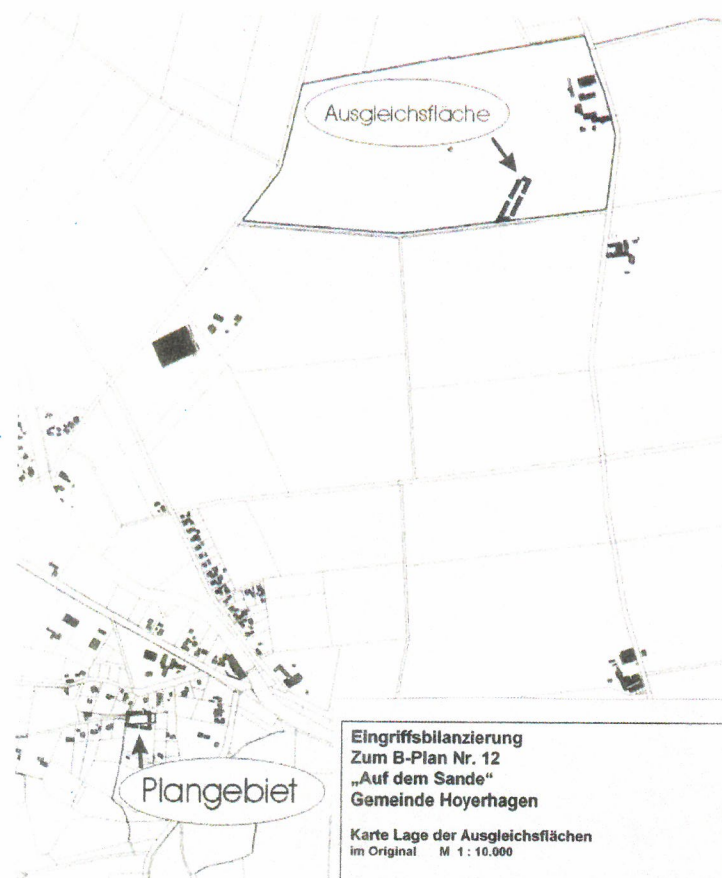 Ausgleichsfläche
Plangebiet
Eingriffsbilanzierung
Zum B-Plan Nr. 12
„Auf dem Sande“
Gemeinde Hoyerhagen
Karte Lage der Ausgleichsflächen
im Original M 1 : 10.000